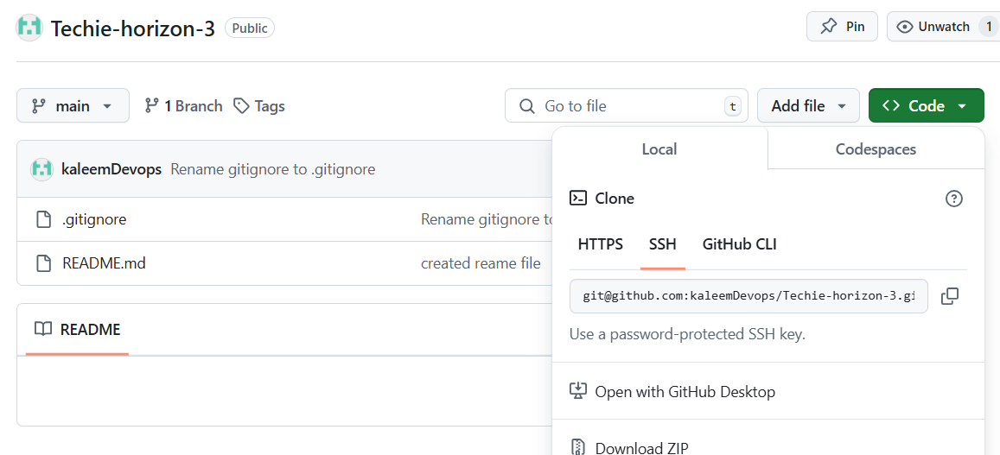 Techie-horizon-3 Public Pin Unwatch 1
main 1 Branch Tags Go to file t Add file Code
Local Codespaces
kaleemDevops Rename gitignore to .gitignore
Clone
.gitignore Rename gitignore to
HTTPS SSH GitHub CLI
README.md created reame file
git@github.com:kaleemDevops/Techie-horizon-3.gi
README
Use a password-protected SSH key.
Open with GitHub Desktop
Download ZIP